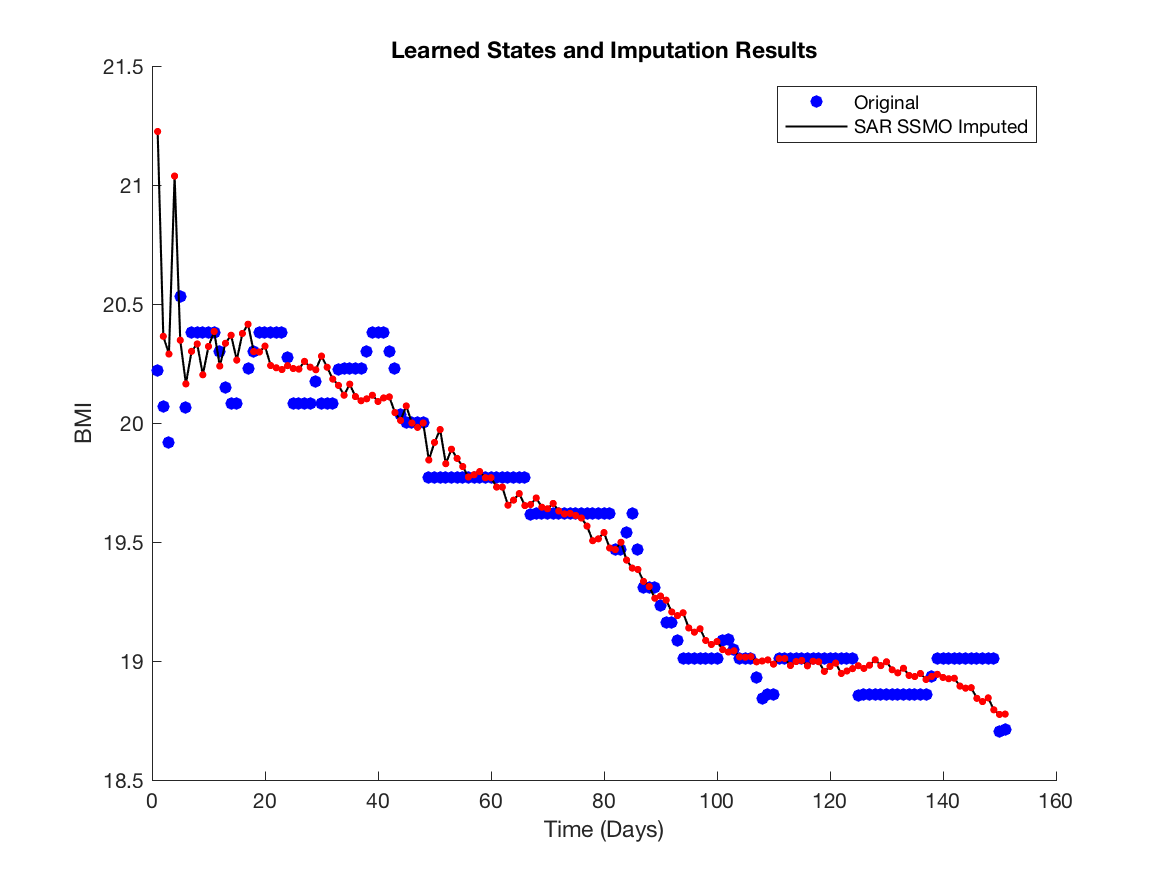 Learned States and Imputation Results
Original
SAR SSMO Imputed
21.5
21
20.5
20
19.5
19
18.5
BMI
0 20 40 60 80 100 120 140 160
Time (Days)